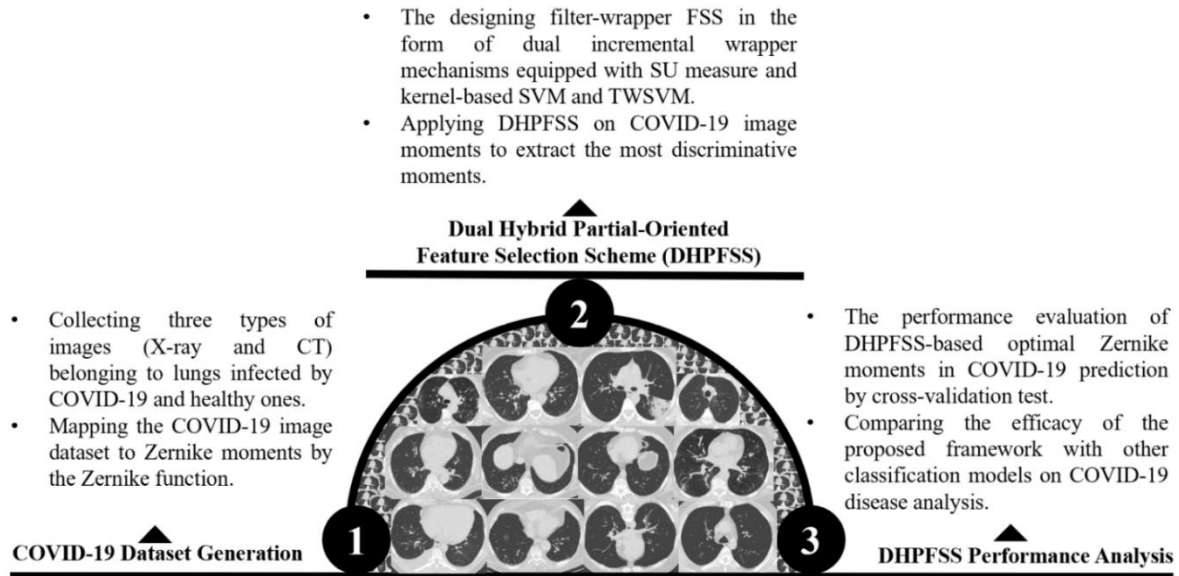 • The designing filter-wrapper FSS in the
form of dual incremental wrapper
mechanisms equipped with SU measure and
kernel-based SVM and TWSVM.
• Applying DHPFSS on COVID-19 image
moments to extract the most discriminative
moments.
Dual Hybrid Partial-Oriented
Feature Selection Scheme (DHPFSS)
2
• Collecting three types of
images (X-ray and CT)
belonging to lungs infected by
COVID-19 and healthy ones.
• Mapping the COVID-19 image
dataset to Zernike moments by
the Zernike function.
COVID-19 Dataset Generation
1
• The performance evaluation of
DHPFSS-based optimal Zernike
moments in COVID-19 prediction
by cross-validation test.
• Comparing the efficacy of the
proposed framework with other
classification models on COVID-19
disease analysis.
3
DHPFSS Performance Analysis